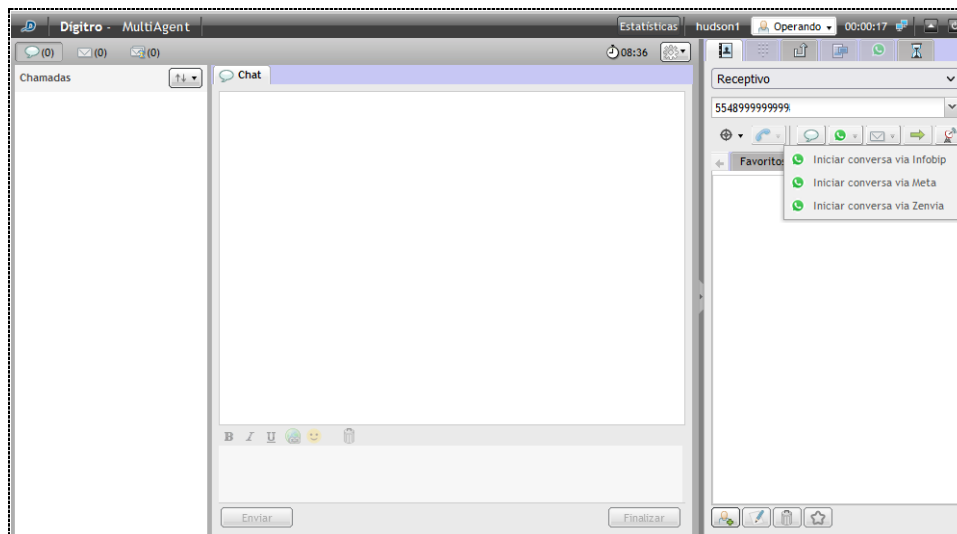 Dígitro - MultiAgent
Estatísticas
hudson1
Operando
00:00:17
(0)
(0)
(0)
08:36
Chamadas
Chat
B I U
Enviar
Finalizar
Receptivo
5548999999999
Favoritos
Iniciar conversa via Infobip
Iniciar conversa via Meta
Iniciar conversa via Zenvia